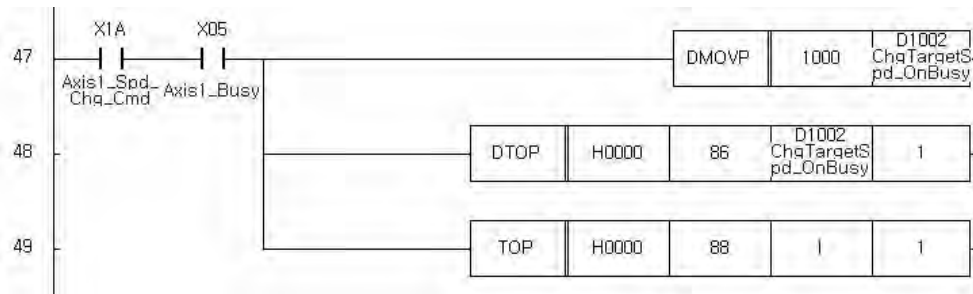 X1A X05
47
DMOVP 1000 D1002
ChgTargetS
pd_OnBusy
Axis1_Spd_
Chg_Cmd Axis1_Busy
48
DTOP H0000 86 D1002
ChgTargetS
pd_OnBusy 1
49
TOP H0000 88 1 1